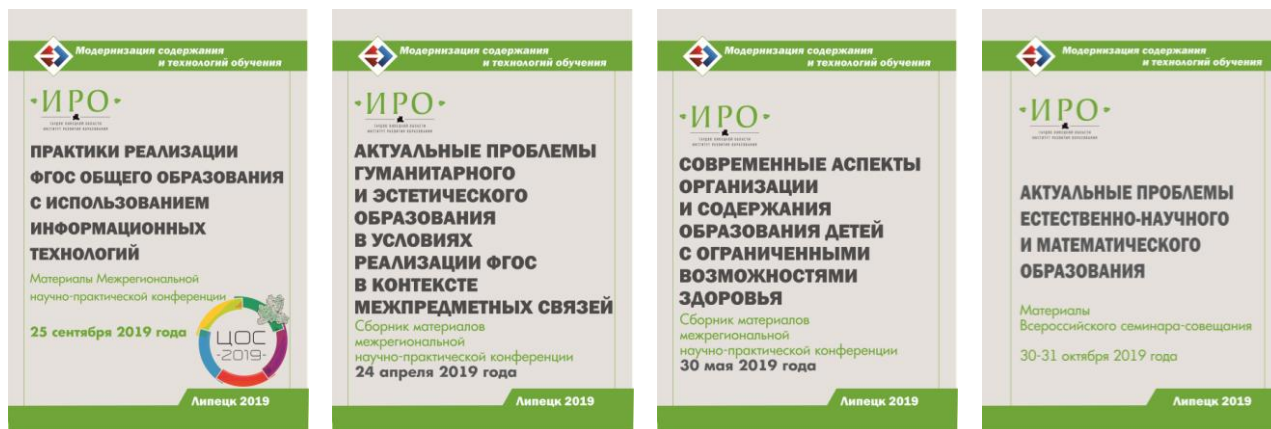 Модернизация содержания
и технологий обучения
ИРО
ПРАКТИКИ РЕАЛИЗАЦИИ
ФГОС ОБЩЕГО ОБРАЗОВАНИЯ
С ИСПОЛЬЗОВАНИЕМ
ИНФОРМАЦИОННЫХ
ТЕХНОЛОГИЙ
Материалы Межрегиональной
научно-практической конференции
25 сентября 2019 года
ЦОС
-2019-
Липецк 2019
Модернизация содержания
и технологий обучения
ИРО
АКТУАЛЬНЫЕ ПРОБЛЕМЫ
ГУМАНИТАРНОГО
И ЭСТЕТИЧЕСКОГО
ОБРАЗОВАНИЯ
В УСЛОВИЯХ
РЕАЛИЗАЦИИ ФГОС
В КОНТЕКСТЕ
МЕЖПРЕДМЕТНЫХ СВЯЗЕЙ
Сборник материалов
межрегиональной
научно-практической конференции
24 апреля 2019 года
Липецк 2019
Модернизация содержания
и технологий обучения
ИРО
СОВРЕМЕННЫЕ АСПЕКТЫ
ОРГАНИЗАЦИИ
И СОДЕРЖАНИЯ
ОБРАЗОВАНИЯ ДЕТЕЙ
С ОГРАНИЧЕННЫМИ
ВОЗМОЖНОСТЯМИ
ЗДОРОВЬЯ
Сборник материалов
межрегиональной
научно-практической конференции
30 мая 2019 года
Липецк 2019
Модернизация содержания
и технологий обучения
ИРО
АКТУАЛЬНЫЕ ПРОБЛЕМЫ
ЕСТЕСТВЕННО-НАУЧНОГО
И МАТЕМАТИЧЕСКОГО
ОБРАЗОВАНИЯ
Материалы
Всероссийского семинара-совещания
30-31 октября 2019 года
Липецк 2019